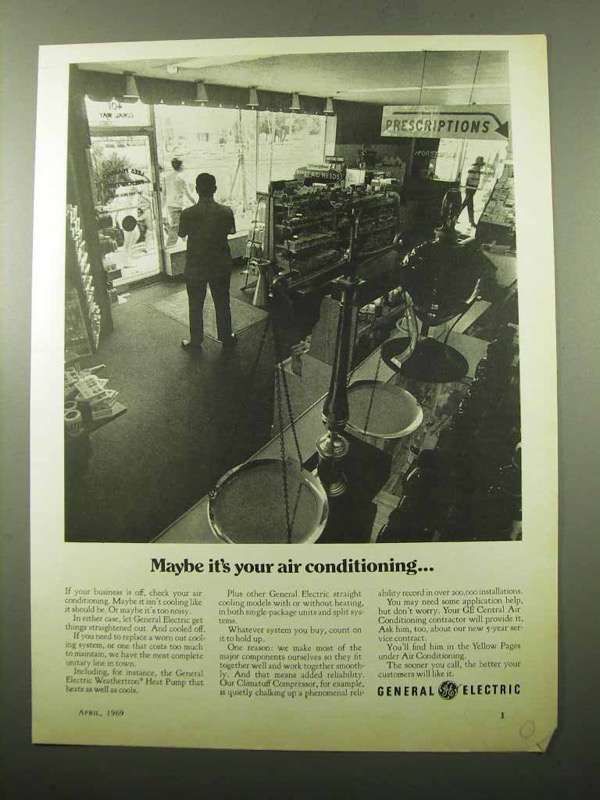 PRESCRIPTIONS
Maybe it's your air conditioning...
If your business is off, check your air
conditioning. Maybe it isn't cooling like
it should be. Or maybe it's too noisy.
In either case, let General Electric get
things straightened out. And cooled off.
If you need to replace a worn out cool-
ing system, or one that costs too much
to maintain, we have the most complete
unitary line in town.
Including, for instance, the General
Electric Weathertron® Heat Pump that
heats as well as cools.
Plus other General Electric straight
cooling models with or without heating,
in both single package units and split sys-
tems.
Whatever system you buy, count on
it to hold up.
One reason: we make most of the
major components ourselves so they fit
together well and work together smooth-
ly. And that means added reliability.
Our Climatuff Compressor, for example,
is quietly chalking up a phenomenal reli-
ability record in over 200,000 installations.
You may need some application help,
but don't worry. Your GE Central Air
Conditioning contractor will provide it.
Ask him, too, about our new 5-year ser-
vice contract.
You'll find him in the Yellow Pages
under Air Conditioning.
The sooner you call, the better your
customers will like it.
GENERAL GE ELECTRIC
APRIL, 1969
1